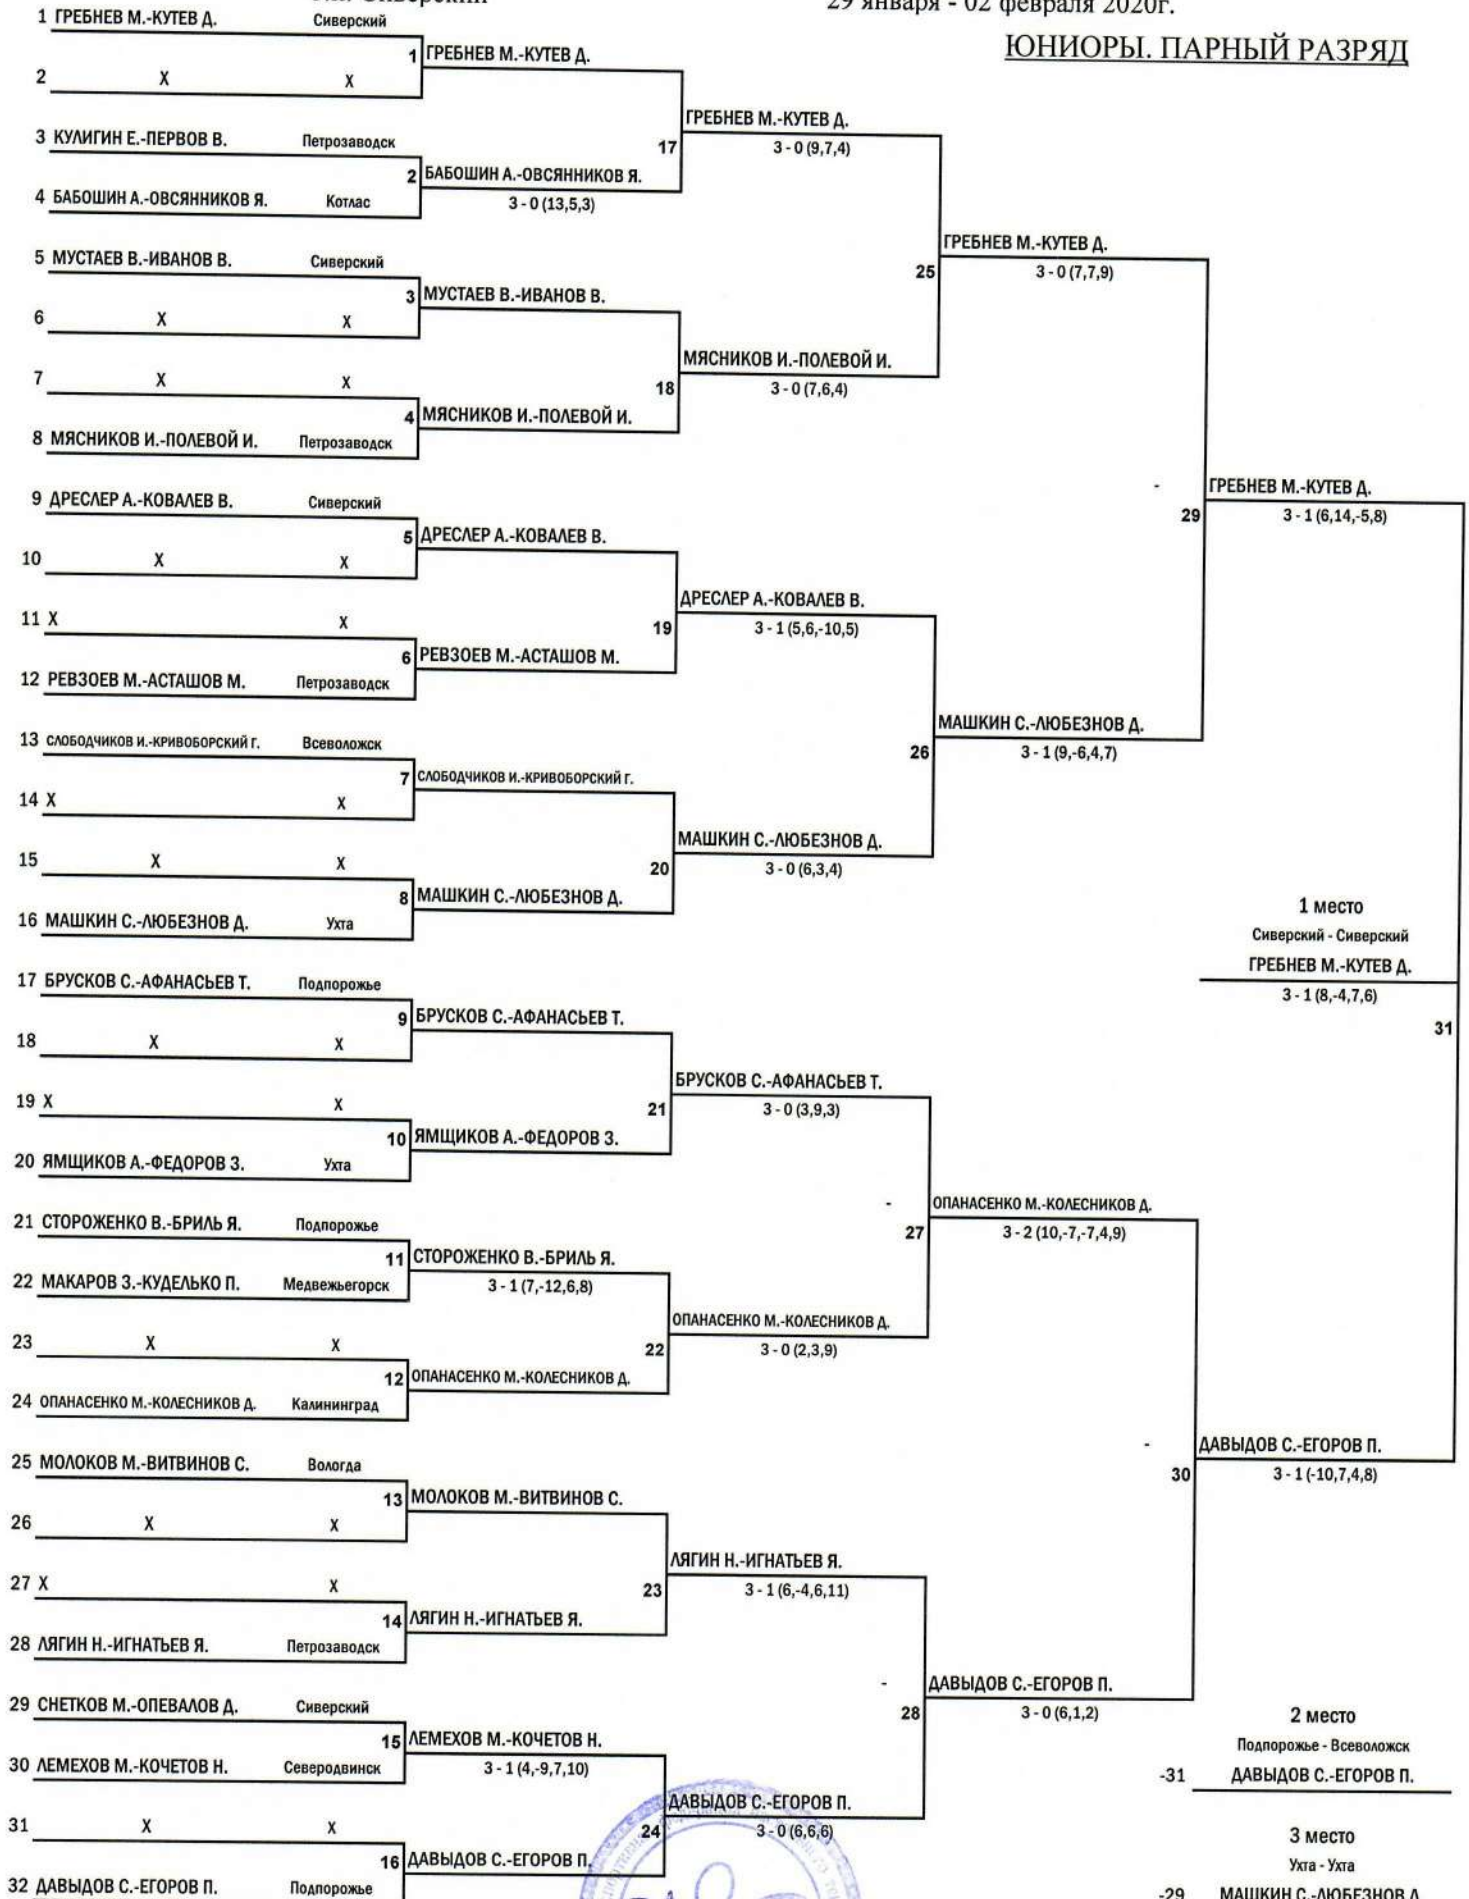 29 января - 02 февраля 2020г.
ЮНИОРЫ. ПАРНЫЙ РАЗРЯД
1 ГРЕБНЕВ М.-КУТЕВ Д. Сиверский
1 ГРЕБНЕВ М.-КУТЕВ Д.
2 X X
ГРЕБНЕВ М.-КУТЕВ Д.
3 КУЛИГИН Е.-ПЕРВОВ В. Петрозаводск
17 3 - 0 (9,7,4)
2 БАБОШИН А.-ОВСЯННИКОВ Я.
4 БАБОШИН А.-ОВСЯННИКОВ Я. Котлас
3 - 0 (13,5,3)
ГРЕБНЕВ М.-КУТЕВ Д.
5 МУСТАЕВ В.-ИВАНОВ В. Сиверский
25 3 - 0 (7,7,9)
3 МУСТАЕВ В.-ИВАНОВ В.
6 X X
МЯСНИКОВ И.-ПОЛЕВОЙ И.
7 X X
18 3 - 0 (7,6,4)
4 МЯСНИКОВ И.-ПОЛЕВОЙ И.
8 МЯСНИКОВ И.-ПОЛЕВОЙ И. Петрозаводск
- ГРЕБНЕВ М.-КУТЕВ Д.
9 ДРЕСЛЕР А.-КОВАЛЕВ В. Сиверский
29 3 - 1 (6,14,-5,8)
5 ДРЕСЛЕР А.-КОВАЛЕВ В.
10 X X
ДРЕСЛЕР А.-КОВАЛЕВ В.
11 X X
19 3 - 1 (5,6,-10,5)
6 РЕВЗОЕВ М.-АСТАШОВ М.
12 РЕВЗОЕВ М.-АСТАШОВ М. Петрозаводск
МАШКИН С.-ЛЮБЕЗНОВ Д.
13 СЛОБОДЧИКОВ И.-КРИВОБОРСКИЙ Г. Всеволожск
26 3 - 1 (9,-6,4,7)
7 СЛОБОДЧИКОВ И.-КРИВОБОРСКИЙ Г.
14 X X
МАШКИН С.-ЛЮБЕЗНОВ Д.
15 X X
20 3 - 0 (6,3,4)
8 МАШКИН С.-ЛЮБЕЗНОВ Д.
16 МАШКИН С.-ЛЮБЕЗНОВ Д. Ухта
1 место
Сиверский - Сиверский
ГРЕБНЕВ М.-КУТЕВ Д.
17 БРУСКОВ С.-АФАНАСЬЕВ Т. Подпорожье
3 - 1 (8,-4,7,6)
9 БРУСКОВ С.-АФАНАСЬЕВ Т.
31
18 X X
БРУСКОВ С.-АФАНАСЬЕВ Т.
19 X X
21 3 - 0 (3,9,3)
10 ЯМЩИКОВ А.-ФЕДОРОВ З.
20 ЯМЩИКОВ А.-ФЕДОРОВ З. Ухта
- ОПАНАСЕНКО М.-КОЛЕСНИКОВ Д.
21 СТОРОЖЕНКО В.-БРИЛЬ Я. Подпорожье
27 3 - 2 (10,-7,-7,4,9)
11 СТОРОЖЕНКО В.-БРИЛЬ Я.
22 МАКАРОВ З.-КУДЕЛЬКО П. Медвежьегорск
3 - 1 (7,-12,6,8)
ОПАНАСЕНКО М.-КОЛЕСНИКОВ Д.
23 X X
22 3 - 0 (2,3,9)
12 ОПАНАСЕНКО М.-КОЛЕСНИКОВ Д.
24 ОПАНАСЕНКО М.-КОЛЕСНИКОВ Д. Калининград
- ДАВЫДОВ С.-ЕГОРОВ П.
25 МОЛОКОВ М.-ВИТВИНОВ С. Вологда
30 3 - 1 (-10,7,4,8)
13 МОЛОКОВ М.-ВИТВИНОВ С.
26 X X
ЛЯГИН Н.-ИГНАТЬЕВ Я.
27 X X
23 3 - 1 (6,-4,6,11)
14 ЛЯГИН Н.-ИГНАТЬЕВ Я.
28 ЛЯГИН Н.-ИГНАТЬЕВ Я. Петрозаводск
- ДАВЫДОВ С.-ЕГОРОВ П.
29 СНЕТКОВ М.-ОПЕВАЛОВ Д. Сиверский
28 3 - 0 (6,1,2)
2 место
15 ЛЕМЕХОВ М.-КОЧЕТОВ Н.
Подпорожье - Всеволожск
30 ЛЕМЕХОВ М.-КОЧЕТОВ Н. Северодвинск
3 - 1 (4,-9,7,10)
-31 ДАВЫДОВ С.-ЕГОРОВ П.
ДАВЫДОВ С.-ЕГОРОВ П.
31 X X
24 3 - 0 (6,6,6)
3 место
16 ДАВЫДОВ С.-ЕГОРОВ П.
Ухта - Ухта
32 ДАВЫДОВ С.-ЕГОРОВ П. Подпорожье
-29 МАШКИН С.-ЛЮБЕЗНОВ Д.